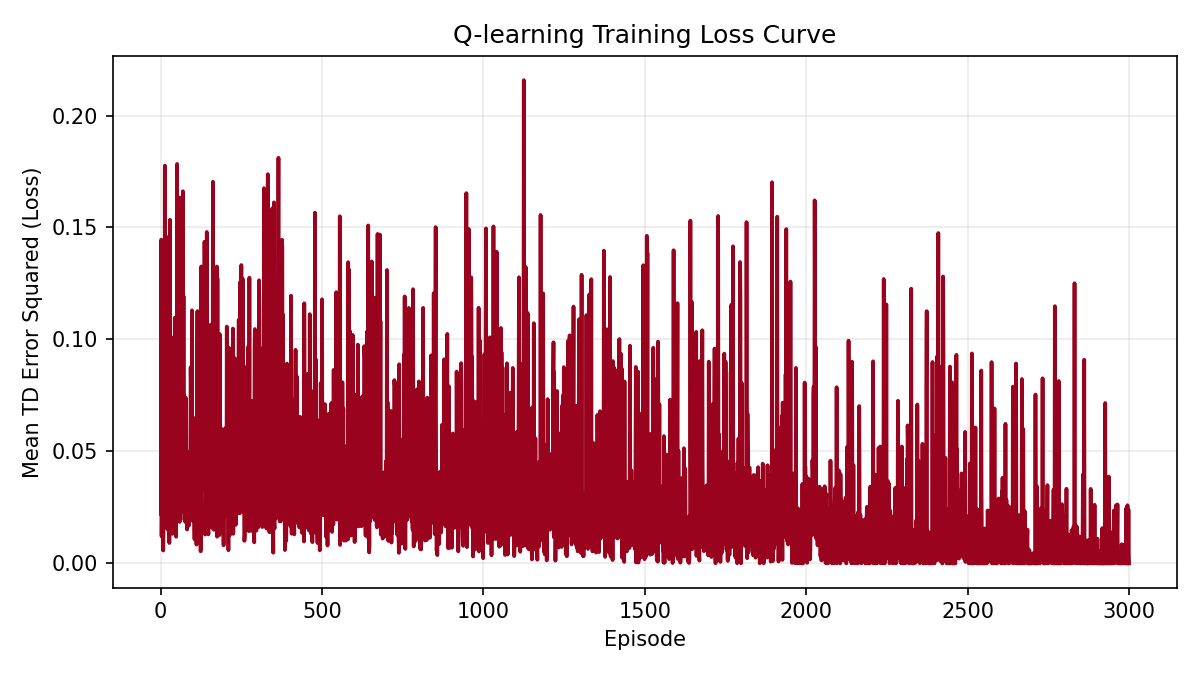 Q-learning Training Loss Curve
Mean TD Error Squared (Loss)
0.20
0.15
0.10
0.05
0.00
0 500 1000 1500 2000 2500 3000
Episode